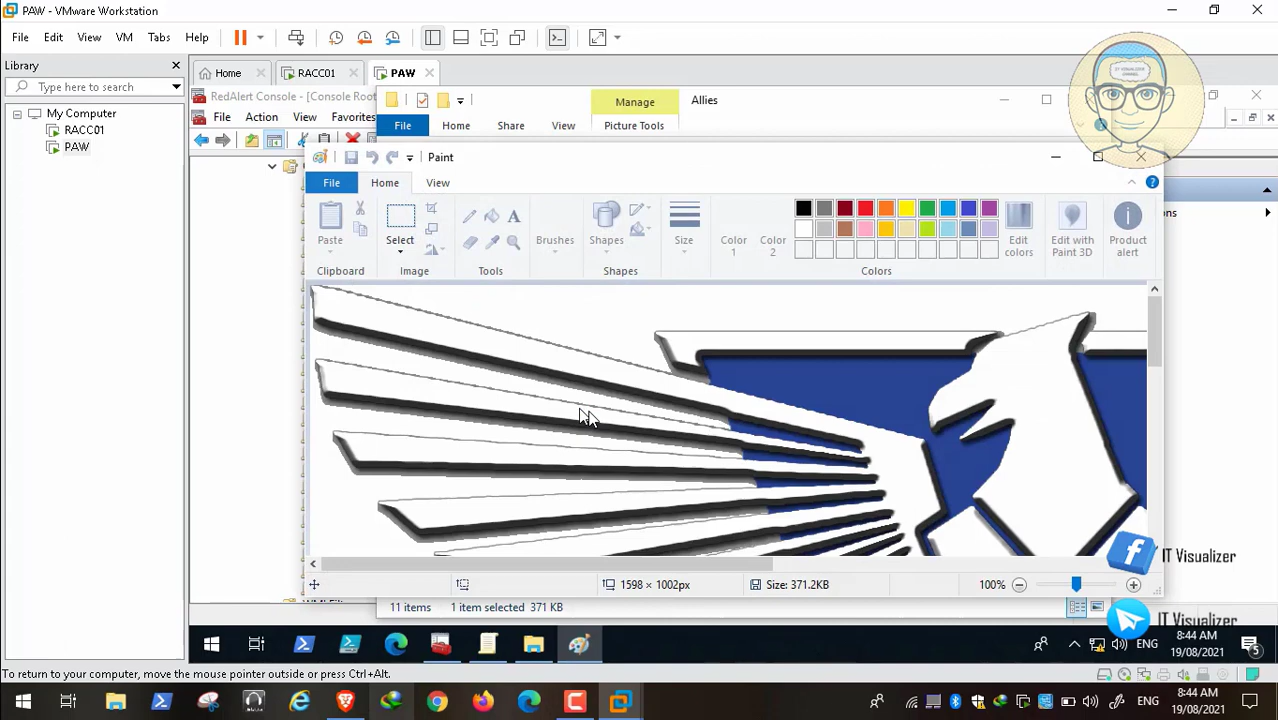 PAW - VMware Workstation
File Edit View VM Tabs Help
Library
Type here to search
My Computer
RACC01
PAW
Home RACC01 PAW
RedAlert Console - [Console Root
File Action View Favorites
Manage Allies
File Home Share View Picture Tools
IT VISUALIZER
CHANNEL
Paint
File Home View
Paste Select Brushes Shapes Size Color 1 Color 2 Edit colors Edit with Paint 3D Product alert
Clipboard Image Tools Shapes Colors
ons
1598 × 1002px Size: 371.2KB 100%
11 items 1 item selected 371 KB
IT Visualizer
IT Visualizer
ENG 8:44 AM
19/08/2021
5
To return to your computer, move the mouse pointer outside or press Ctrl+Alt.
ENG 8:44 AM
19/08/2021